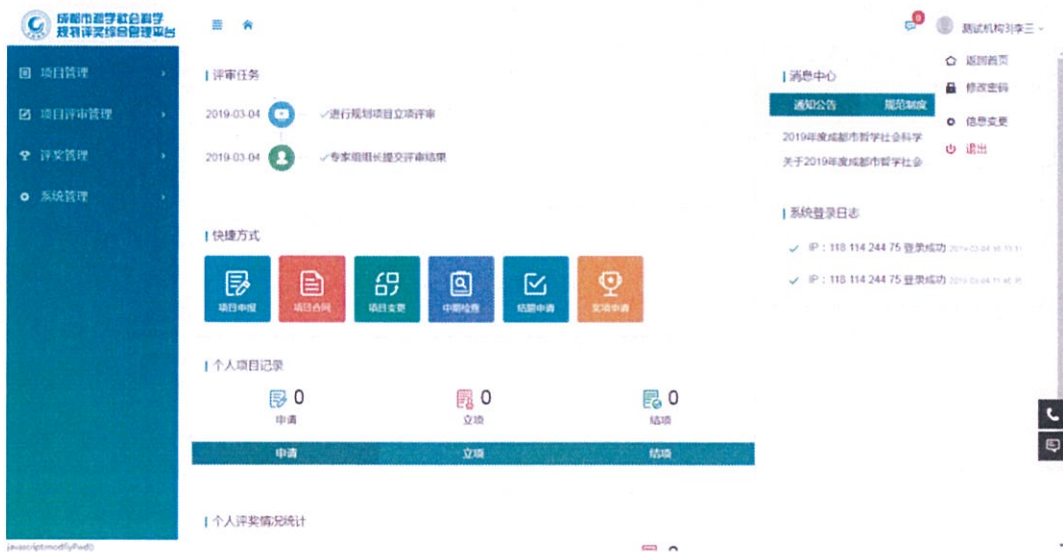 成都市哲学社会科学
规划评奖综合管理平台
0
测试机构3|李三
项目管理
项目评审管理
评奖管理
系统管理
评审任务
2019-03-04 ✓进行规划项目立项评审
2019-03-04 ✓专家组组长提交评审结果
快捷方式
项目申报 项目合同 项目变更 中期检查 结题申请 奖项申请
个人项目记录
0 0 0
申请 立项 结项
申请 立项 结项
个人评奖情况统计
消息中心
通知公告 规范制度
2019年度成都市哲学社会科学
关于2019年度成都市哲学社会
返回首页
修改密码
信息变更
退出
系统登录日志
✓ IP:118.114.244.75 登录成功
✓ IP:118.114.244.75 登录成功
javascript:modifyPwd()